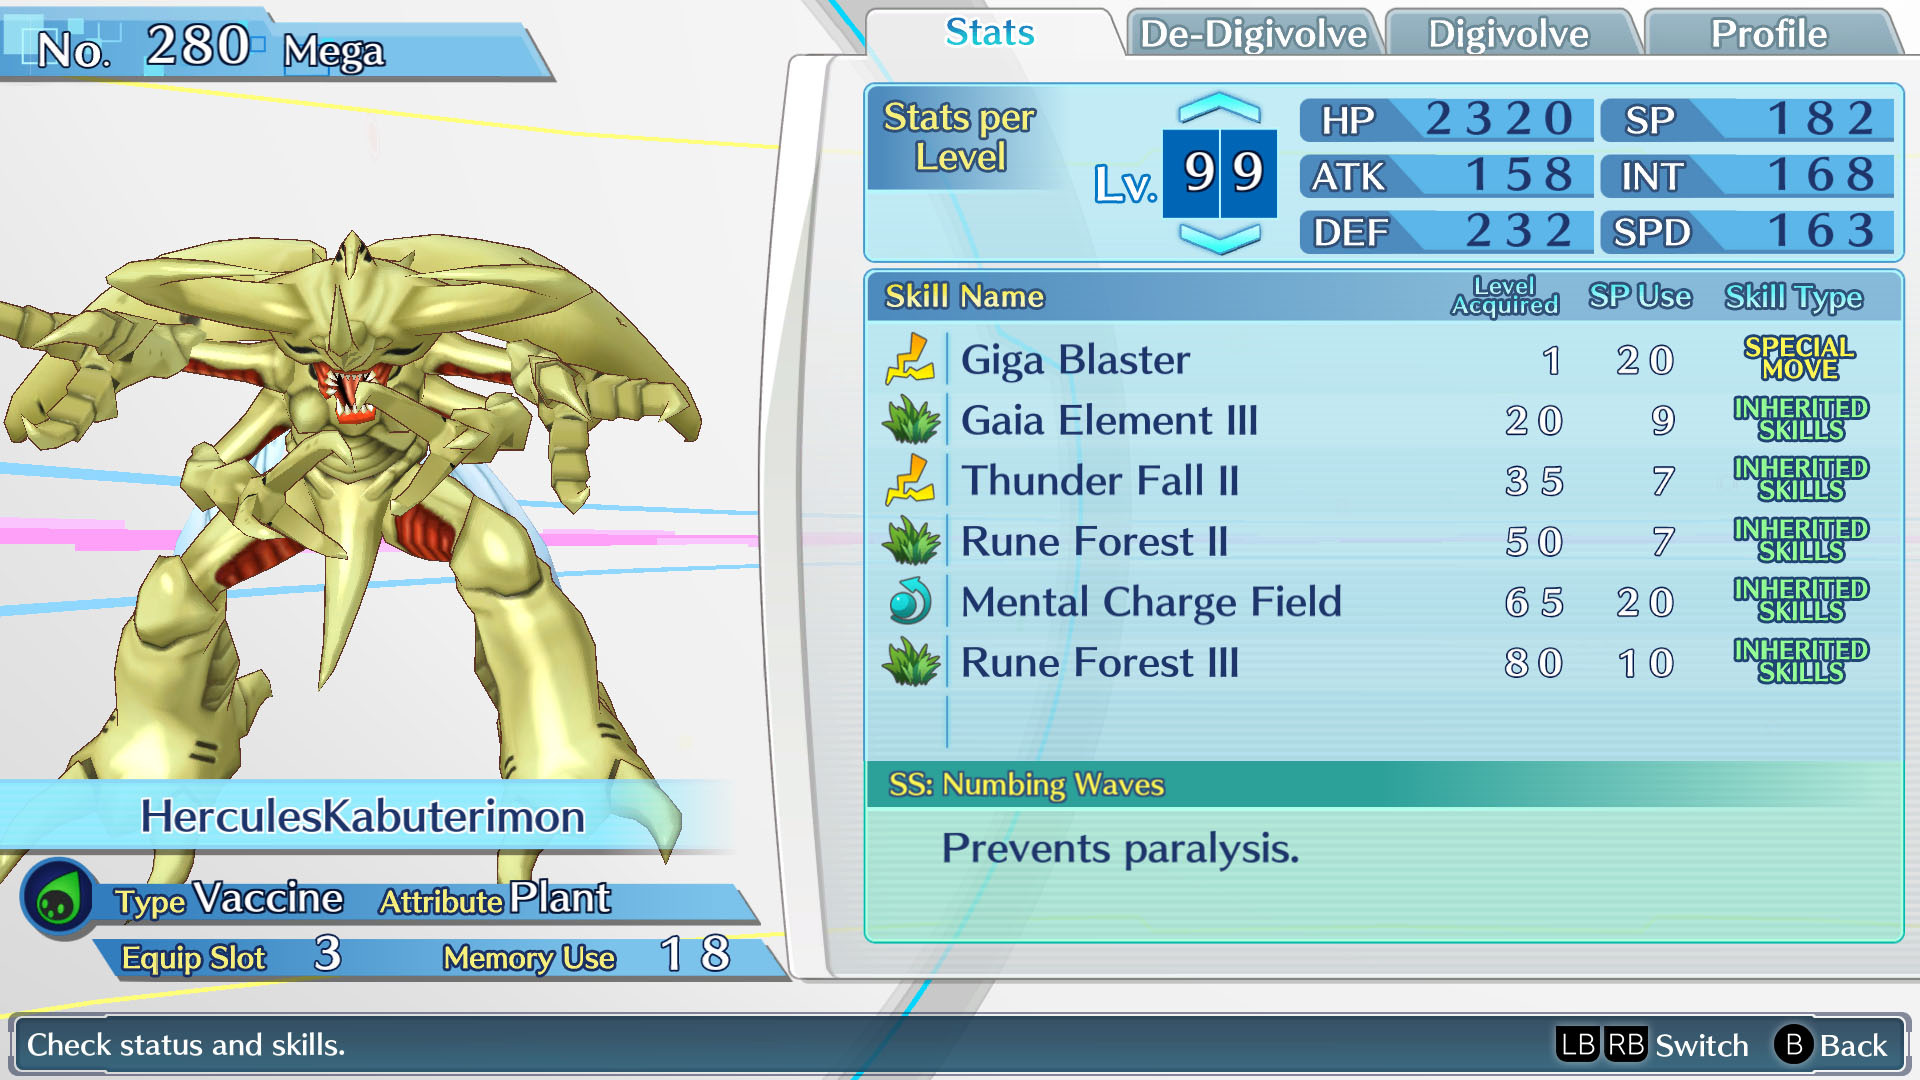 No. 280 Mega
Stats
De-Digivolve
Digivolve
Profile
Stats per
Level
Lv. 99
HP 2320
SP 182
ATK 158
INT 168
DEF 232
SPD 163
Skill Name
Level
Acquired
SP Use
Skill Type
Giga Blaster 1 20 SPECIAL
MOVE
Gaia Element III 20 9 INHERITED
SKILLS
Thunder Fall II 35 7 INHERITED
SKILLS
Rune Forest II 50 7 INHERITED
SKILLS
Mental Charge Field 65 20 INHERITED
SKILLS
Rune Forest III 80 10 INHERITED
SKILLS
SS: Numbing Waves
Prevents paralysis.
HerculesKabuterimon
Type Vaccine Attribute Plant
Equip Slot 3 Memory Use 18
Check status and skills.
LB RB Switch B Back